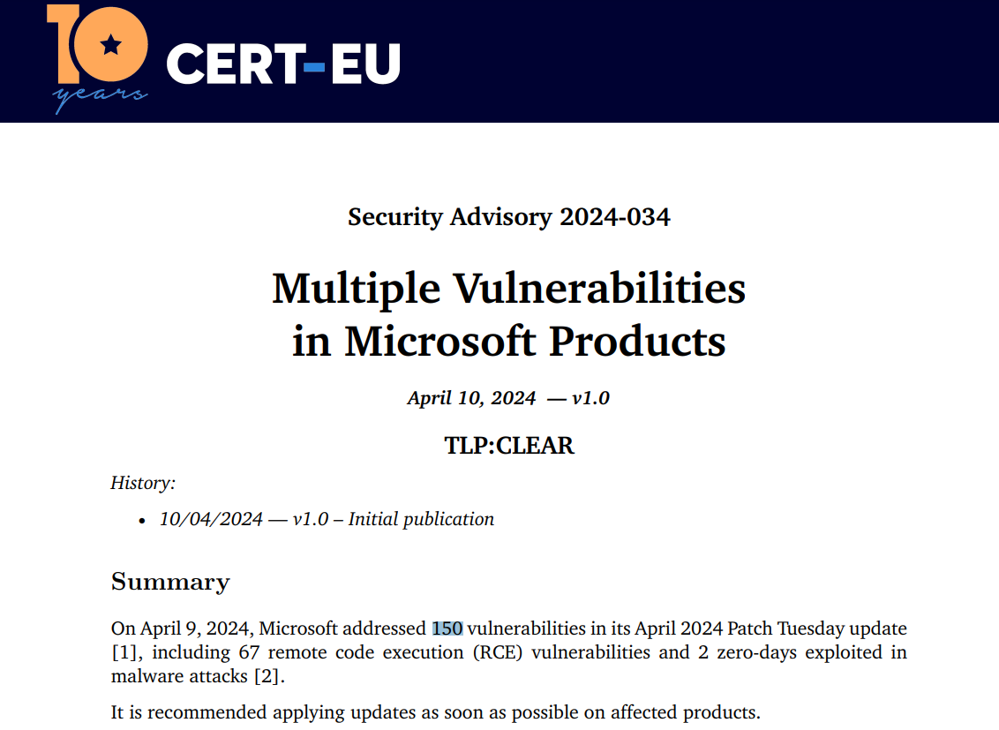 10 years CERT-EU
Security Advisory 2024-034
Multiple Vulnerabilities
in Microsoft Products
April 10, 2024 — v1.0
TLP:CLEAR
History:
• 10/04/2024 — v1.0 – Initial publication
Summary
On April 9, 2024, Microsoft addressed 150 vulnerabilities in its April 2024 Patch Tuesday update
[1], including 67 remote code execution (RCE) vulnerabilities and 2 zero-days exploited in
malware attacks [2].
It is recommended applying updates as soon as possible on affected products.